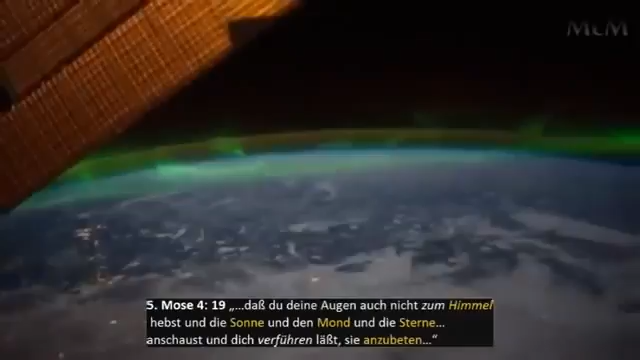 McM
5. Mose 4: 19 „…daß du deine Augen auch nicht zum Himmel
hebst und die Sonne und den Mond und die Sterne…
anschaust und dich verführen läßt, sie anzubeten…“